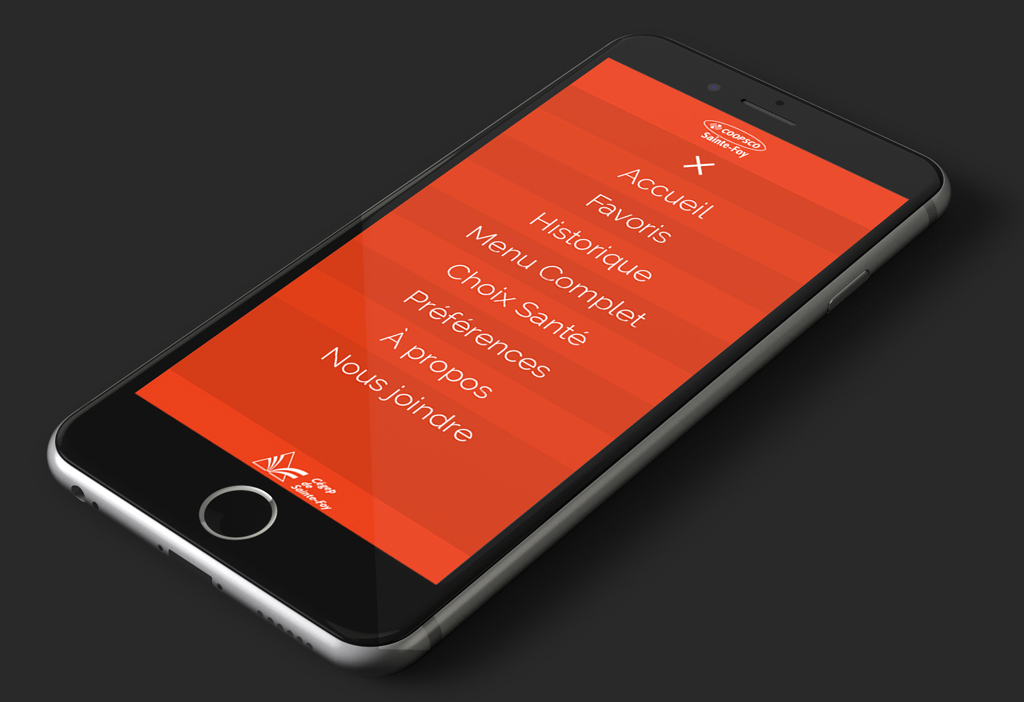 COOPSCO
Sainte-Foy
Accueil
Favoris
Historique
Menu Complet
Choix Santé
Préférences
À propos
Nous joindre
Cégep
de
Sainte-Foy